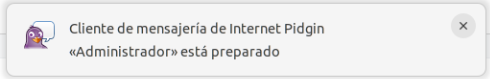 Cliente de mensajería de Internet Pidgin
«Administrador» está preparado